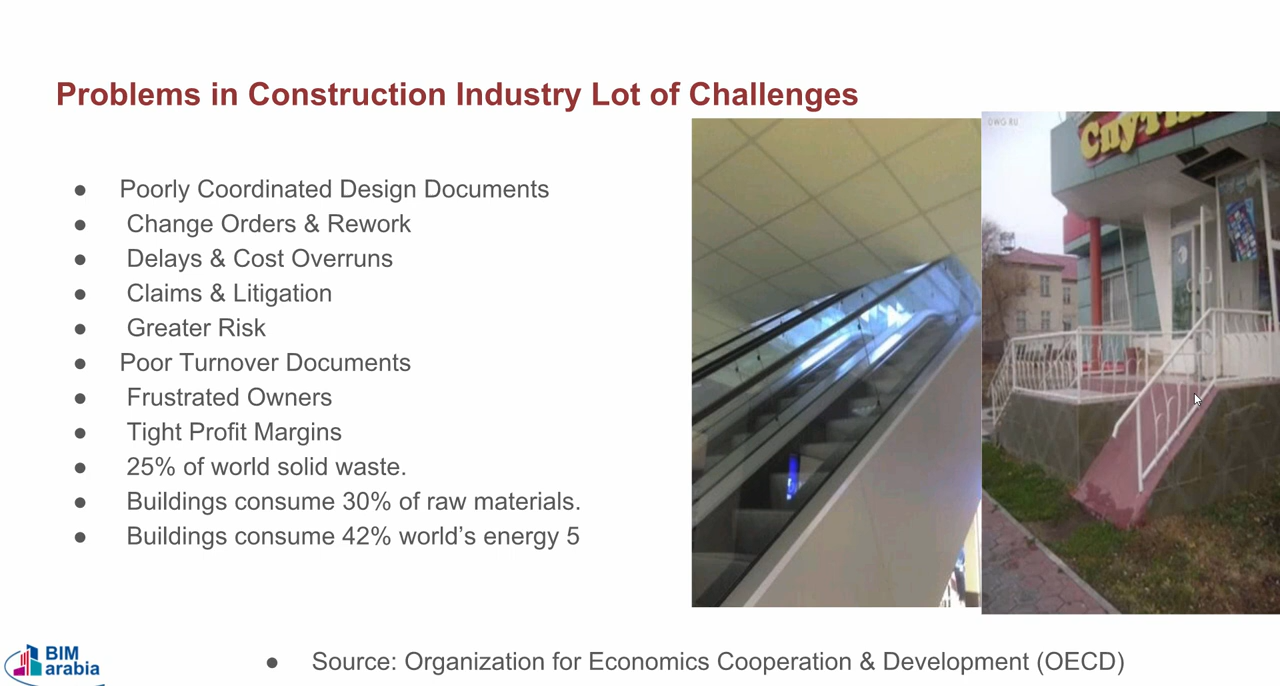 Problems in Construction Industry Lot of Challenges
● Poorly Coordinated Design Documents
● Change Orders & Rework
● Delays & Cost Overruns
● Claims & Litigation
● Greater Risk
● Poor Turnover Documents
● Frustrated Owners
● Tight Profit Margins
● 25% of world solid waste.
● Buildings consume 30% of raw materials.
● Buildings consume 42% world’s energy 5
DWG RU
BIM
arabia
● Source: Organization for Economics Cooperation & Development (OECD)